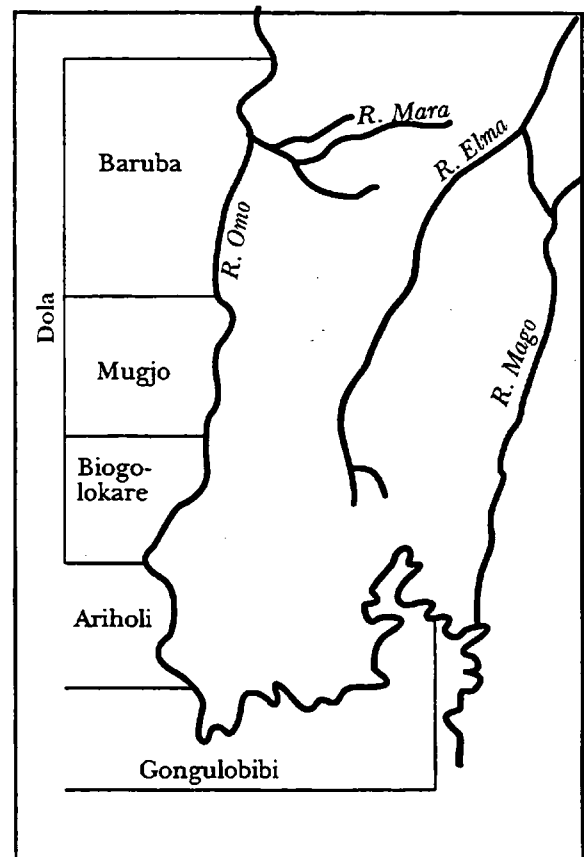 R. Mara
R. Elma
Baruba
R. Omo
Dola
R. Mago
Mugjo
Biogo-
lokare
Ariholi
Gongulobibi